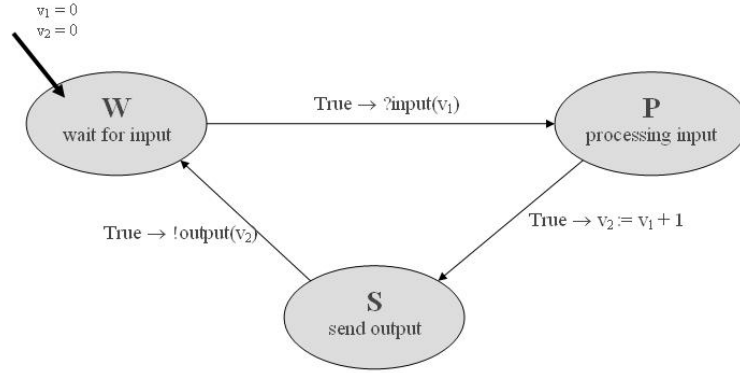 v₁ = 0
v₂ = 0
W
wait for input
True → ?input(v₁)
P
processing input
True → !output(v₂)
True → v₂ := v₁ + 1
S
send output